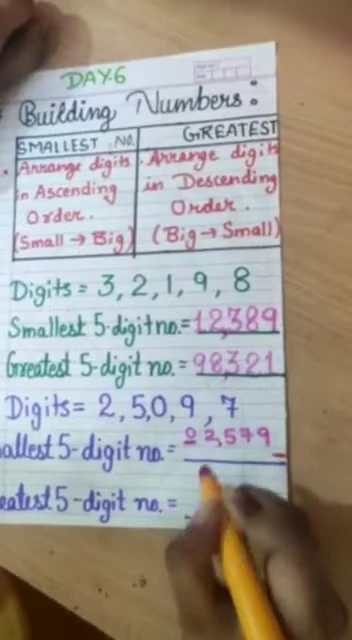 DAY-6
Building Numbers:
SMALLEST NO. GREATEST
• Arrange digits in Ascending Order. (Small → Big)
• Arrange digits in Descending Order. (Big → Small)
Digits = 3, 2, 1, 9, 8
Smallest 5-digit no. = 12,389
Greatest 5-digit no. = 98,321
Digits = 2, 5, 0, 9, 7
allest 5-digit no. = 02,579
eatest 5-digit no. =